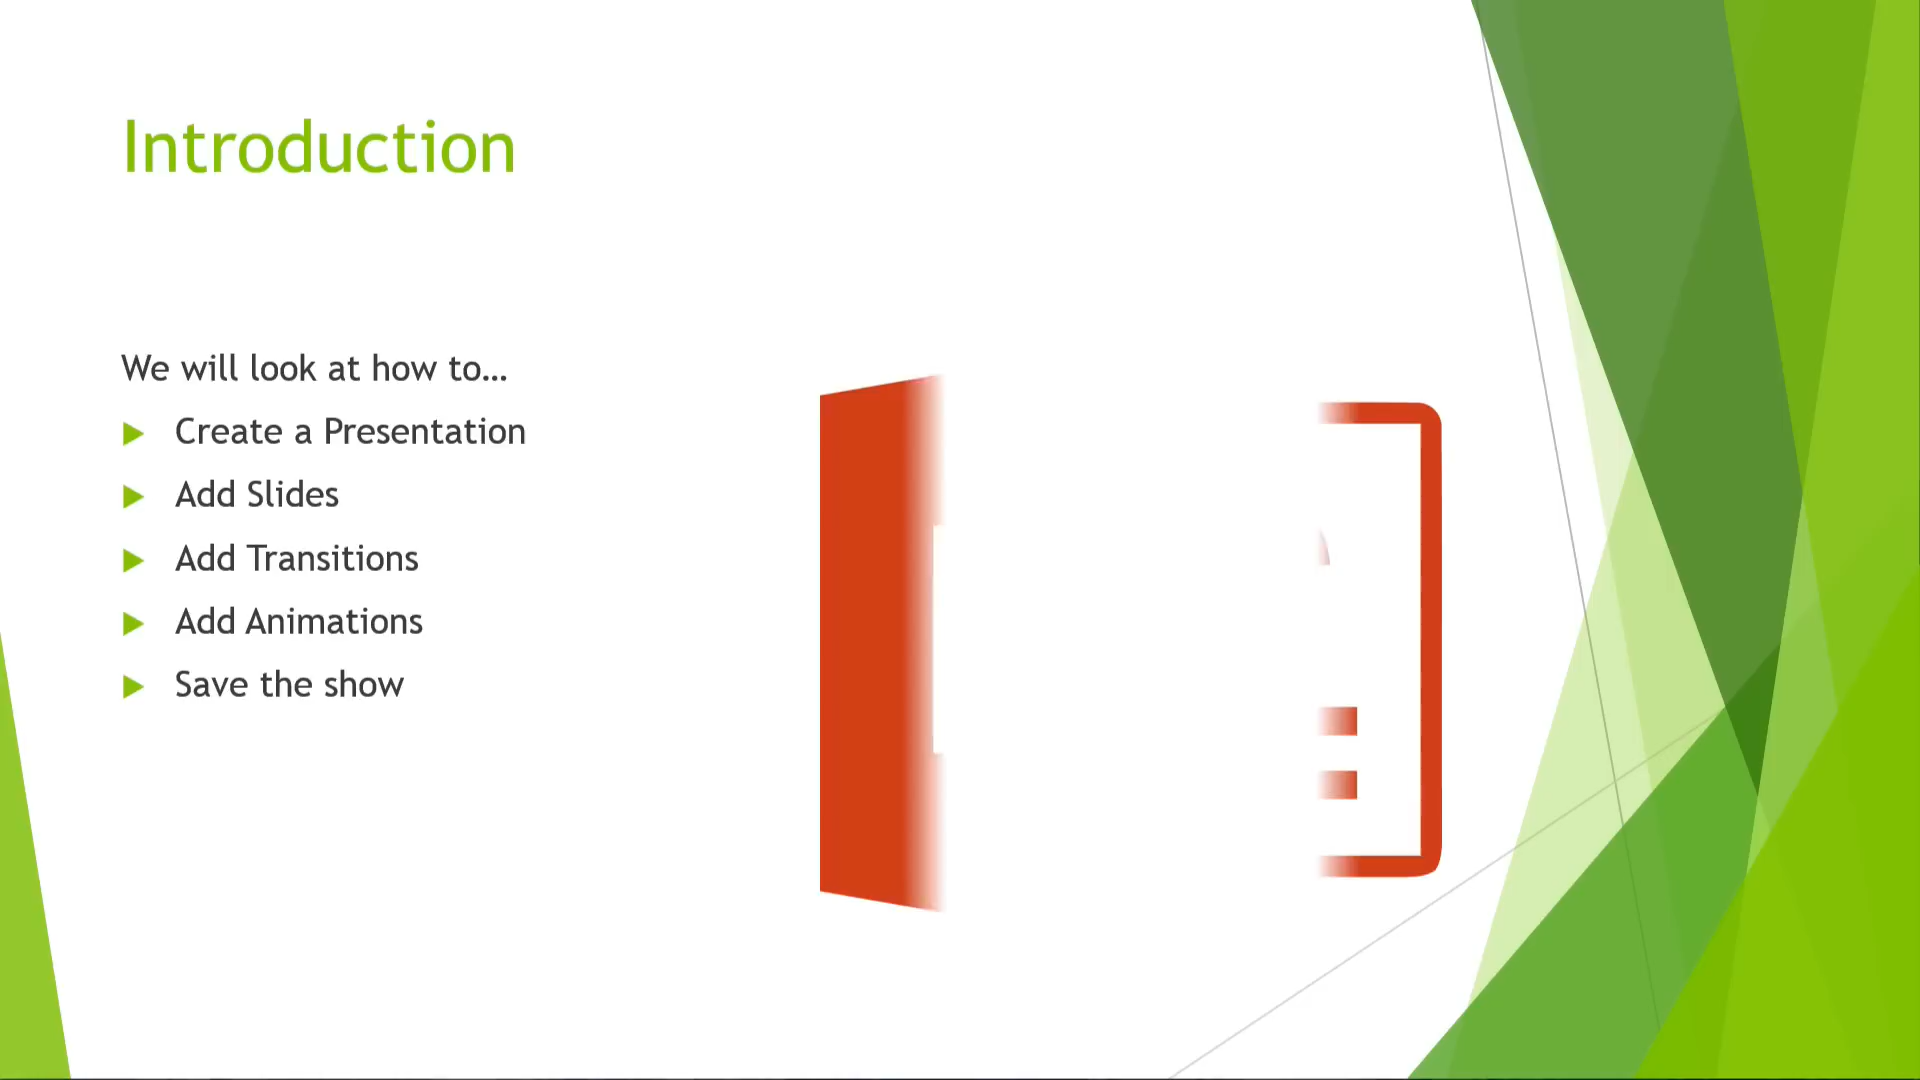 Introduction
We will look at how to…
Create a Presentation
Add Slides
Add Transitions
Add Animations
Save the show